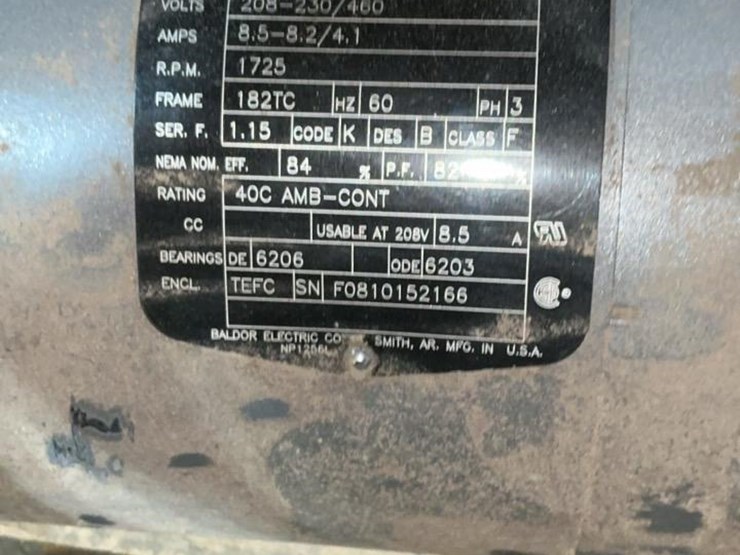 VOLTS 208-230/460
AMPS 8.5-8.2/4.1
R.P.M. 1725
FRAME 182TC HZ 60 PH 3
SER. F. 1.15 CODE K DES B CLASS F
NEMA NOM. EFF. 84 % P.F. %
RATING 40C AMB-CONT
CC USABLE AT 208V 8.5 A
BEARINGS DE 6206 ODE 6203
ENCL. TEFC SN F0810152166
BALDOR ELECTRIC CO SMITH, AR. MFG. IN U.S.A.